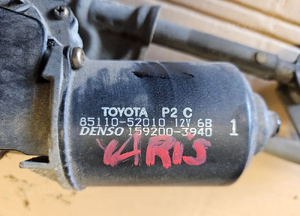 TOYOTA P2 C
85110-52010 12V 6B
DENSO 159200-3940 1
YARIS